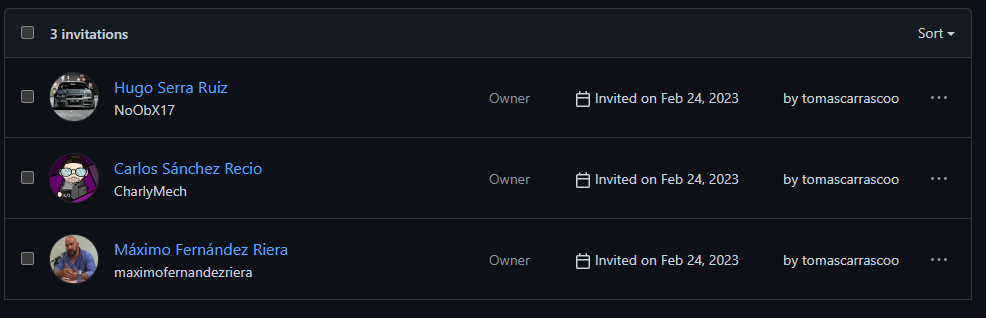 3 invitations Sort
Hugo Serra Ruiz
NoObX17 Owner Invited on Feb 24, 2023 by tomascarrascoo
Carlos Sánchez Recio
CharlyMech Owner Invited on Feb 24, 2023 by tomascarrascoo
Máximo Fernández Riera
maximofernandezriera Owner Invited on Feb 24, 2023 by tomascarrascoo